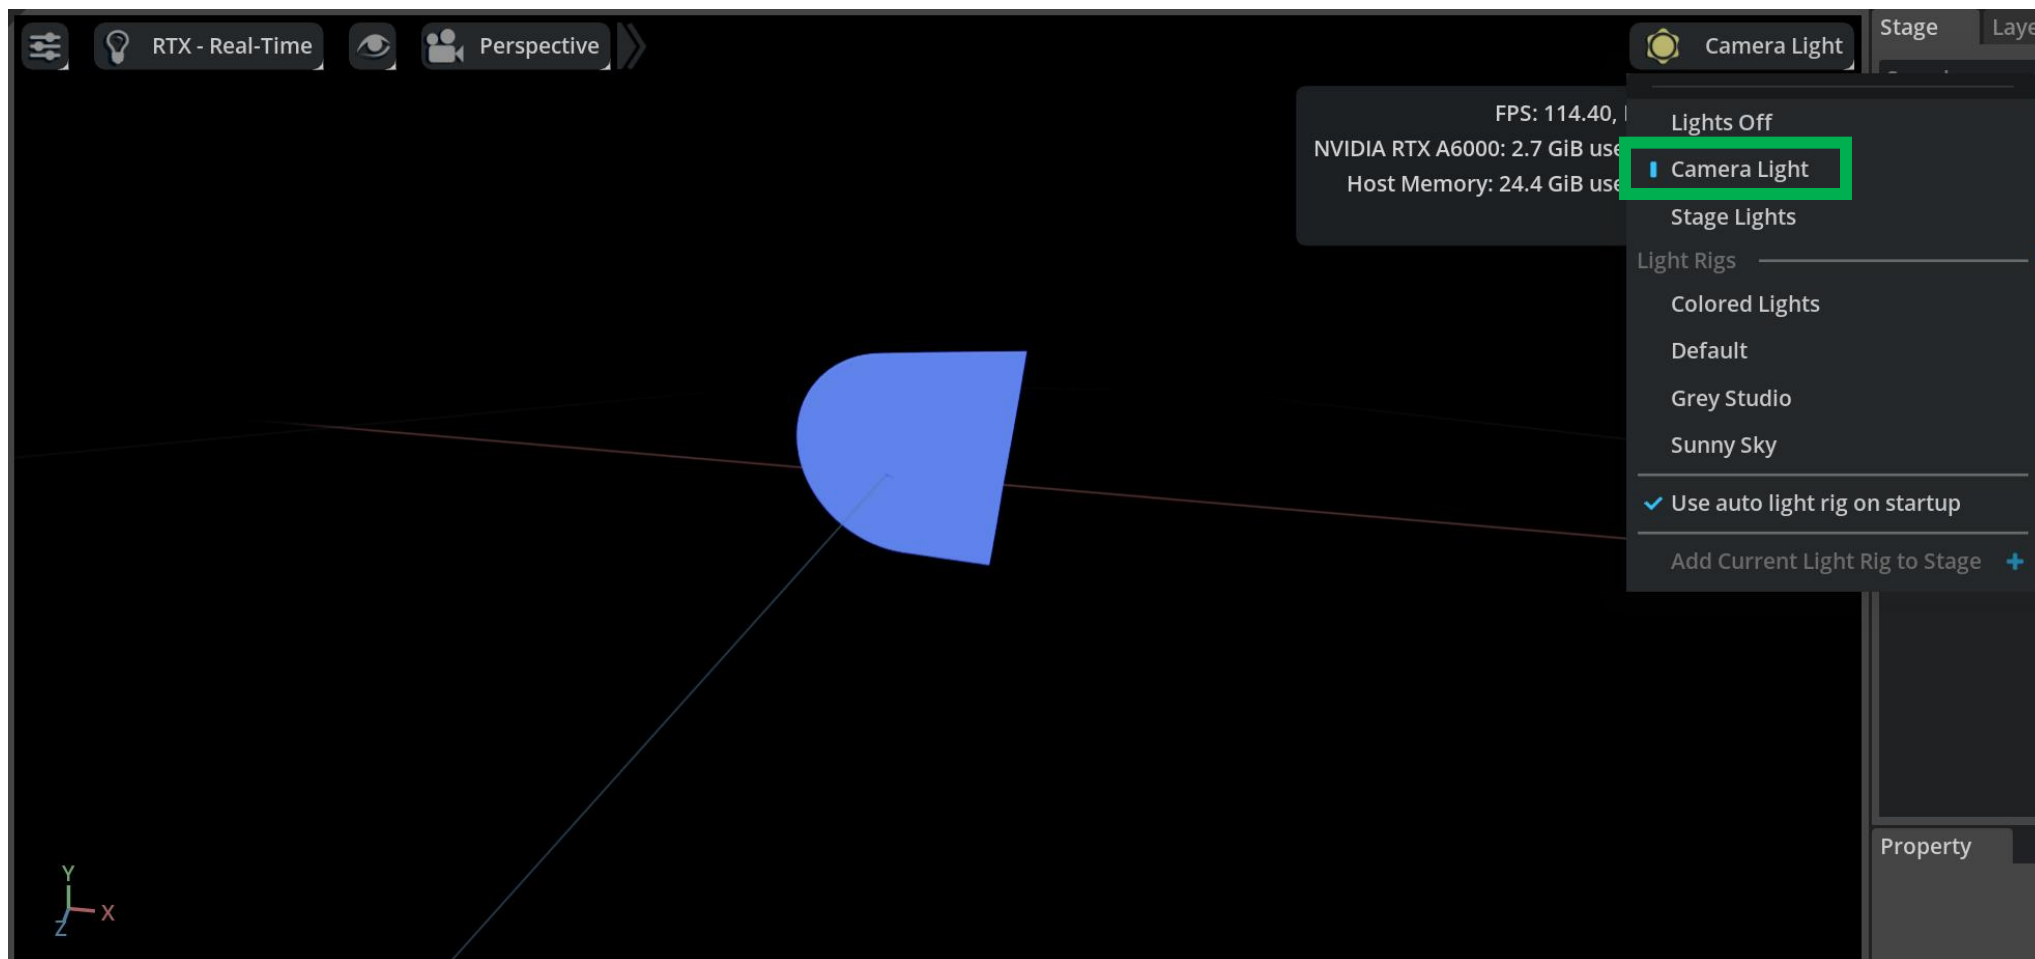 RTX - Real-Time
Perspective
Camera Light
Stage
FPS: 114.40,
NVIDIA RTX A6000: 2.7 GiB
Host Memory: 24.4 GiB
Lights Off
Camera Light
Stage Lights
Light Rigs
Colored Lights
Default
Grey Studio
Sunny Sky
Use auto light rig on startup
Add Current Light Rig to Stage +
Property
Y
X
Z